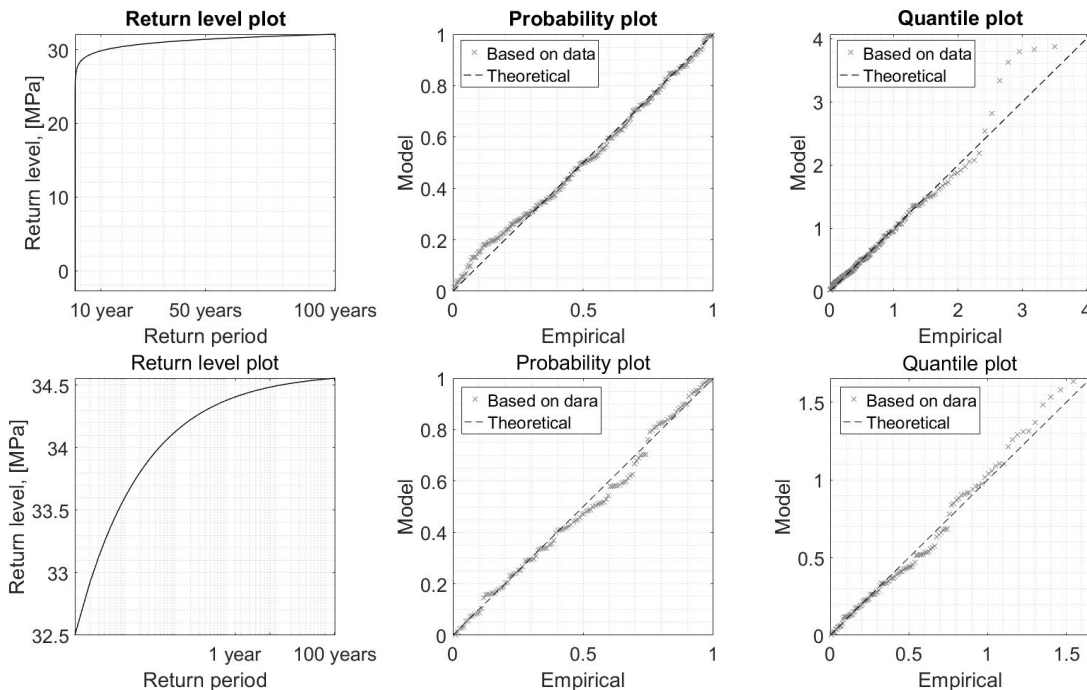 Return level plot
Return level, [MPa]
30
20
10
0
10 year
50 years
100 years
Return period
Probability plot
Model
1
0.8
0.6
0.4
0.2
0
Based on data
Theoretical
0
0.5
1
Empirical
Quantile plot
Model
4
3
2
1
0
Based on data
Theoretical
0
1
2
3
4
Empirical
Return level plot
Return level, [MPa]
34.5
34
33.5
33
32.5
1 year
100 years
Return period
Probability plot
Model
1
0.8
0.6
0.4
0.2
0
Based on dara
Theoretical
0
0.5
1
Empirical
Quantile plot
Model
1.5
1
0.5
0
Based on data
Theoretical
0
0.5
1
1.5
Empirical